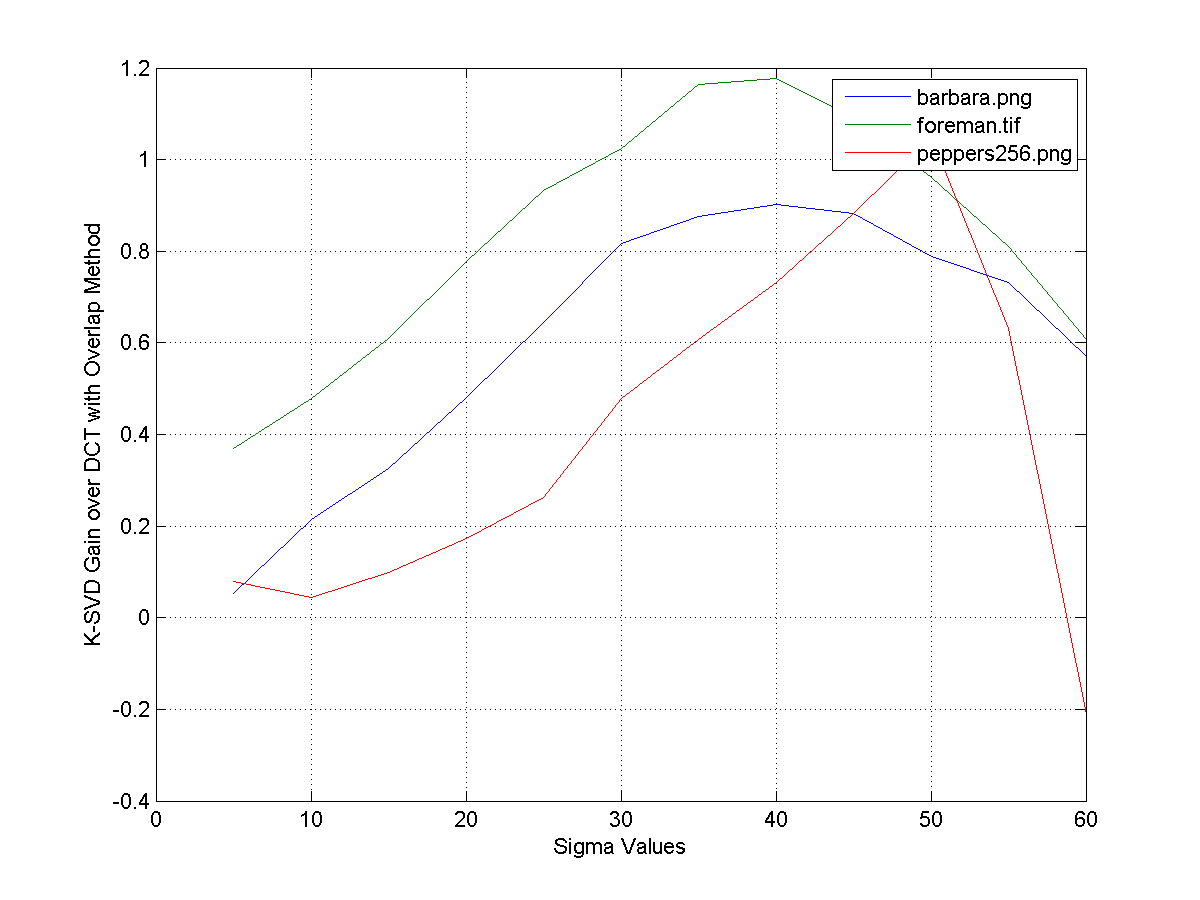 1.2
1
0.8
0.6
0.4
0.2
0
-0.2
-0.4
K-SVD Gain over DCT with Overlap Method
barbara.png
foreman.tif
peppers256.png
0 10 20 30 40 50 60
Sigma Values